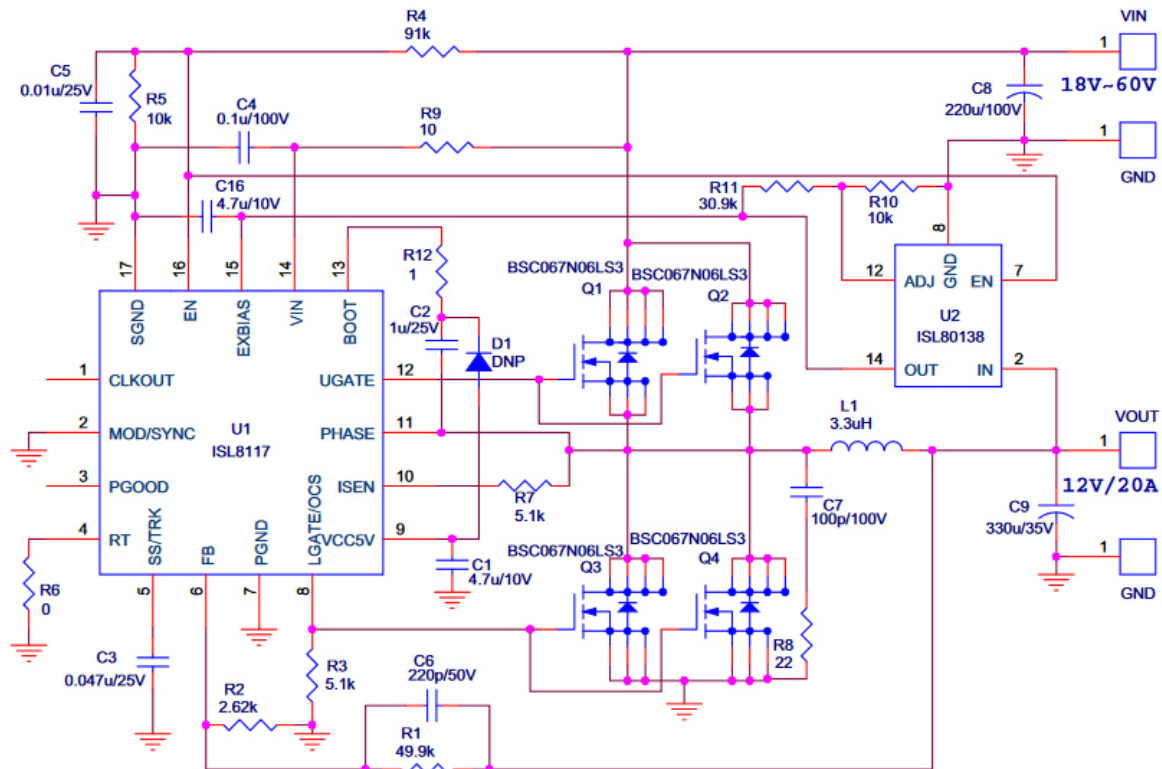 R4
91k
VIN
1
18V~60V
C5
0.01u/25V
R5
10k
C4
0.1u/100V
R9
10
C8
220u/100V
1
GND
C16
4.7u/10V
R11
30.9k
R10
10k
17
16
15
14
13
R12
1
8
SGND
EN
EXBIAS
VIN
BOOT
BSC067N06LS3
Q1
BSC067N06LS3
Q2
12
ADJ
GND
EN
7
U2
ISL80138
14
OUT
IN
2
C2
1u/25V
D1
DNP
1
CLKOUT
UGATE
12
2
MOD/SYNC
U1
ISL8117
PHASE
11
3
PGOOD
ISEN
10
R7
5.1k
4
RT
VCC5V
9
SS/TRK
FB
PGND
LGATE/OCS
5
6
7
8
L1
3.3uH
VOUT
1
12V/20A
C7
100p/100V
C9
330u/35V
1
GND
C1
4.7u/10V
BSC067N06LS3
Q3
BSC067N06LS3
Q4
R6
0
C3
0.047u/25V
R2
2.62k
R3
5.1k
R8
22
C6
220p/50V
R1
49.9k